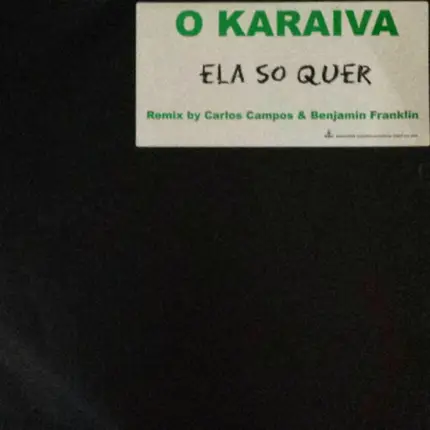 O KARAIVA
ELA SO QUER
Remix by Carlos Campos & Benjamin Franklin